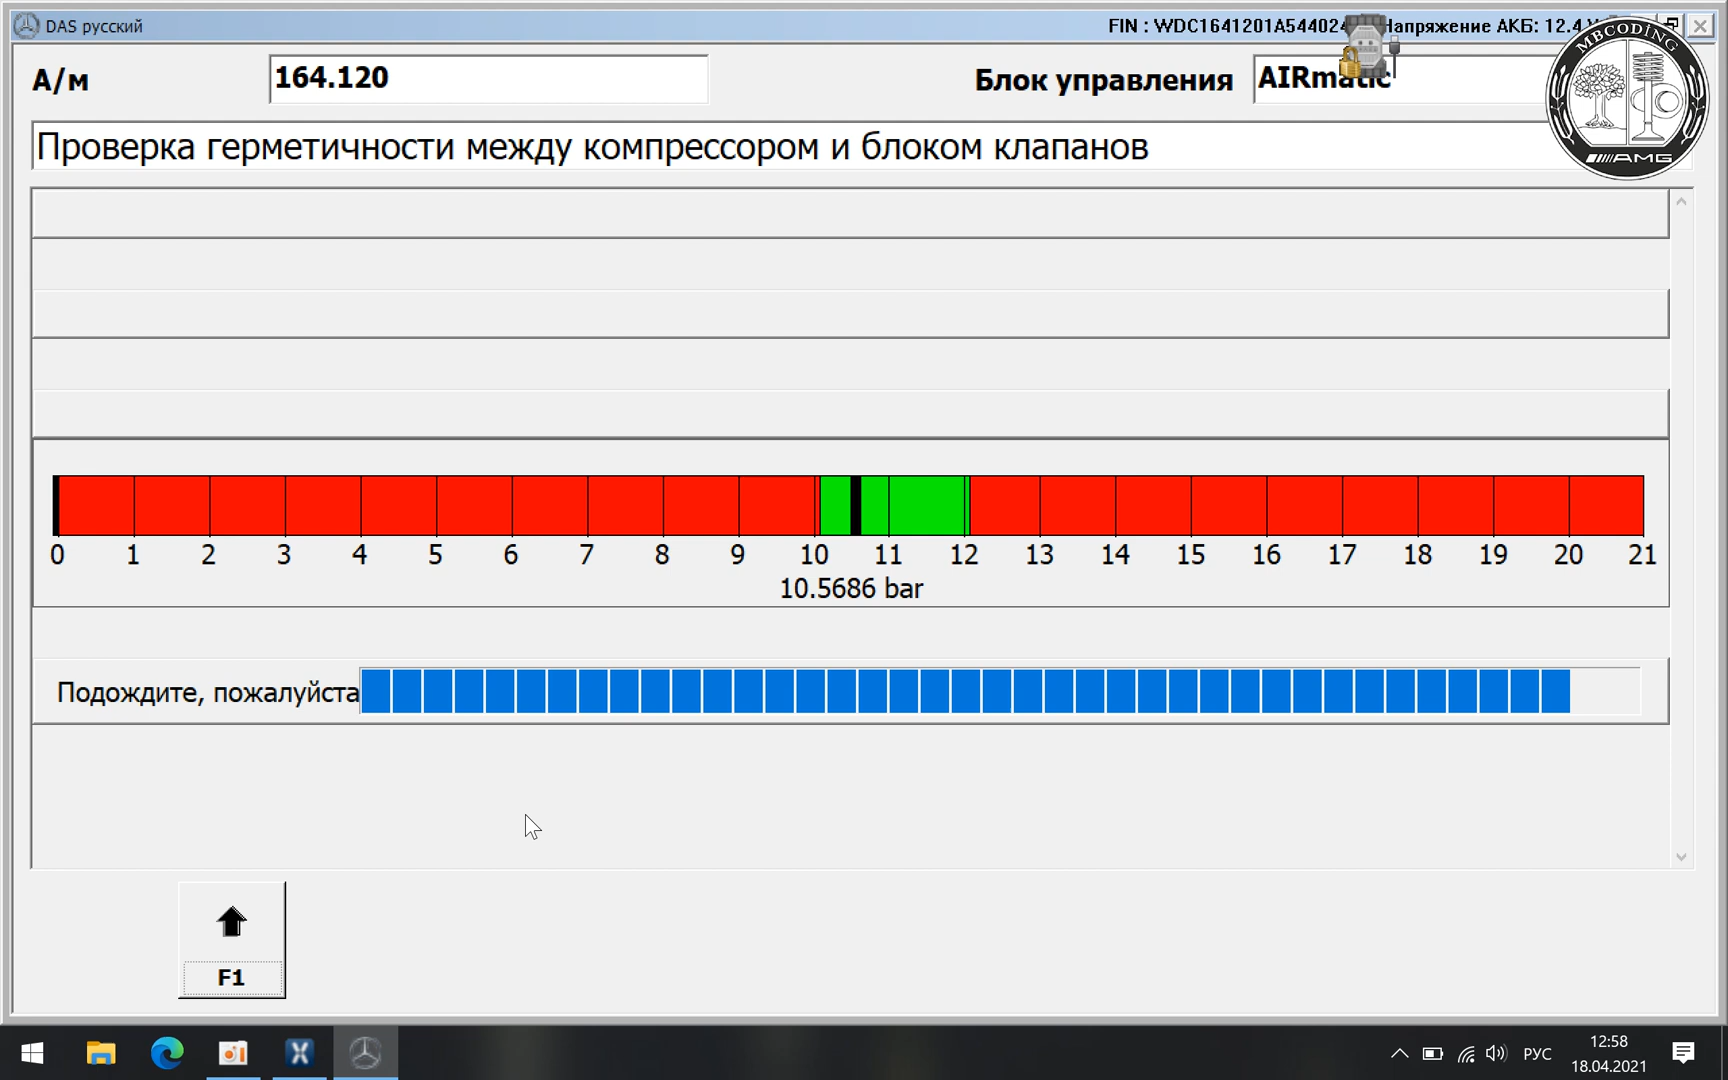 DAS русский
FIN : WDC1641201A544024
Напряжение АКБ: 12.4 V
MBCODING
А/м
164.120
Блок управления
AIRmatic
AMG
Проверка герметичности между компрессором и блоком клапанов
0 1 2 3 4 5 6 7 8 9 10 11 12 13 14 15 16 17 18 19 20 21
10.5686 bar
Подождите, пожалуйста
F1
РУС
12:58
18.04.2021